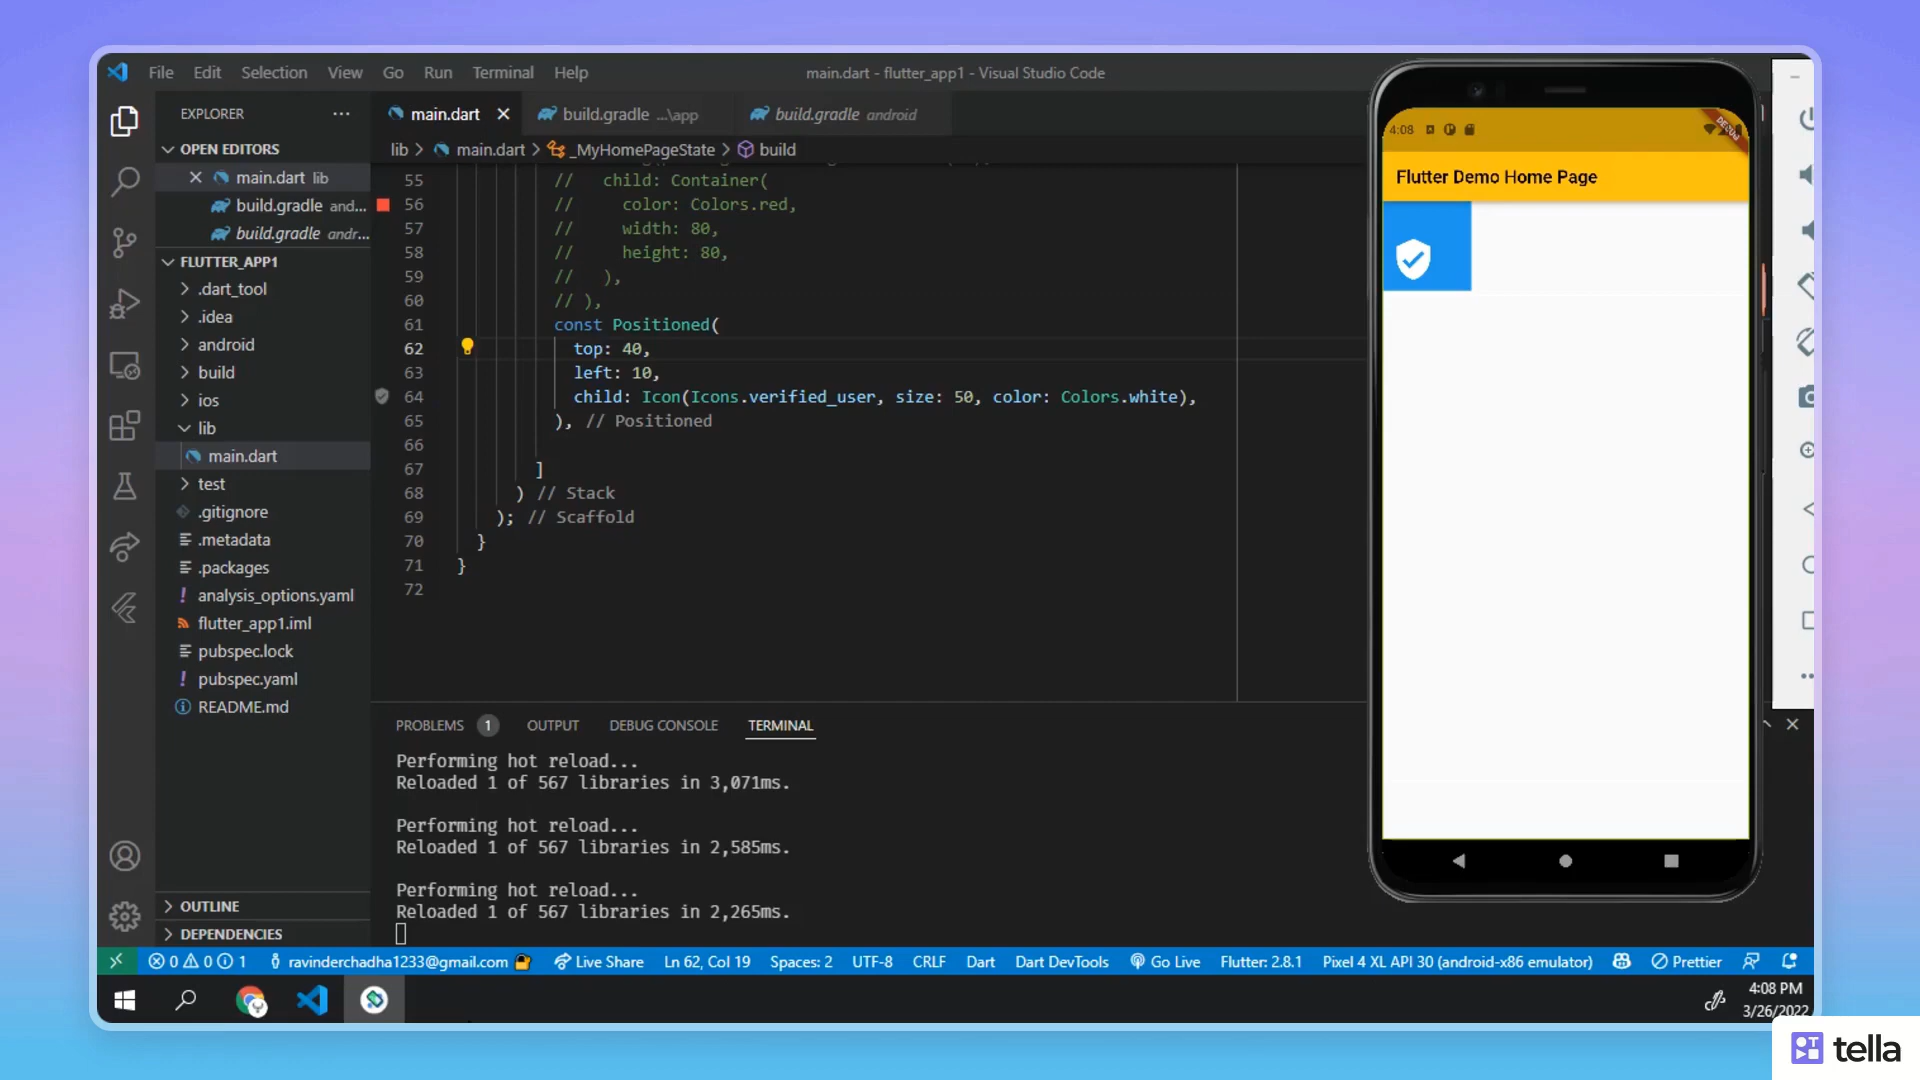 File Edit Selection View Go Run Terminal Help
main.dart - flutter_app1 - Visual Studio Code
EXPLORER
OPEN EDITORS
main.dart lib
build.gradle and...
build.gradle andr...
FLUTTER_APP1
.dart_tool
.idea
android
build
ios
lib
main.dart
test
.gitignore
.metadata
.packages
analysis_options.yaml
flutter_app1.iml
pubspec.lock
pubspec.yaml
README.md
OUTLINE
DEPENDENCIES
main.dart build.gradle ...\app build.gradle android
lib > main.dart > _MyHomePageState > build
55 // child: Container(
56 // color: Colors.red,
57 // width: 80,
58 // height: 80,
59 // ),
60 // ),
61 const Positioned(
62 top: 40,
63 left: 10,
64 child: Icon(Icons.verified_user, size: 50, color: Colors.white),
65 ), // Positioned
66
67 ]
68 ) // Stack
69 ); // Scaffold
70 }
71 }
72
PROBLEMS 1 OUTPUT DEBUG CONSOLE TERMINAL
Performing hot reload...
Reloaded 1 of 567 libraries in 3,071ms.
Performing hot reload...
Reloaded 1 of 567 libraries in 2,585ms.
Performing hot reload...
Reloaded 1 of 567 libraries in 2,265ms.
4:08
DEBUG
Flutter Demo Home Page
0 0 1 ravinderchadha1233@gmail.com Live Share Ln 62, Col 19 Spaces: 2 UTF-8 CRLF Dart Dart DevTools Go Live Flutter: 2.8.1 Pixel 4 XL API 30 (android-x86 emulator) Prettier
4:08 PM
3/26/2022
tella